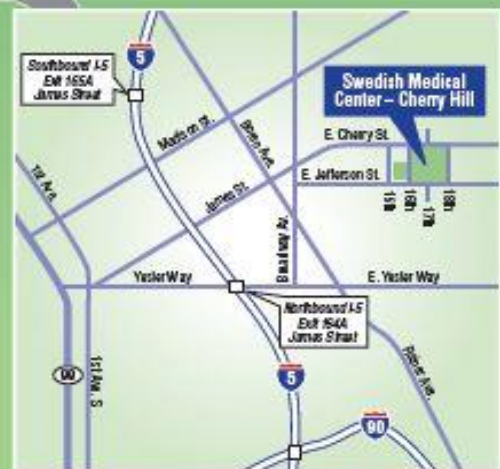 5
Southbound I-5
Exit 165A
James Street
Swedish Medical
Center – Cherry Hill
Madison St.
Boren Ave.
E. Cherry St.
1st Ave.
E. Jefferson St.
James St.
15th
16th
17th
18th
Broadway Av.
Yesler Way
E. Yesler Way
Northbound I-5
Exit 164A
James Street
99
1st Ave. S
5
Rainier Ave.
90